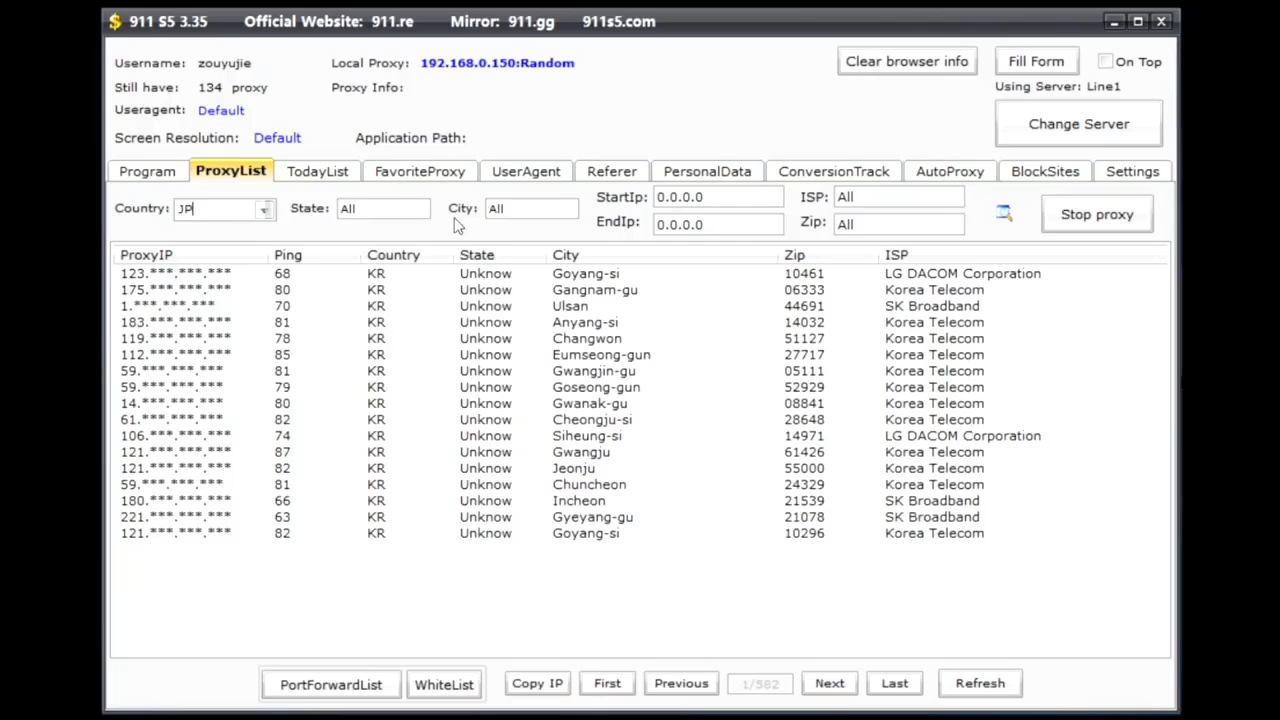 $ 911 S5 3.35 Official Website: 911.re Mirror: 911.gg 911s5.com
Username: zouyujie Local Proxy: 192.168.0.150:Random Clear browser info Fill Form On Top
Still have: 134 proxy Proxy Info: Using Server: Line1
Useragent: Default
Screen Resolution: Default Application Path: Change Server
Program ProxyList TodayList FavoriteProxy UserAgent Referer PersonalData ConversionTrack AutoProxy BlockSites Settings
Country: JP State: All City: All StartIp: 0.0.0.0 ISP: All Stop proxy
EndIp: 0.0.0.0 Zip: All
ProxyIP Ping Country State City Zip ISP
123.***.***.*** 68 KR Unknow Goyang-si 10461 LG DACOM Corporation
175.***.***.*** 80 KR Unknow Gangnam-gu 06333 Korea Telecom
1.***.***.*** 70 KR Unknow Ulsan 44691 SK Broadband
183.***.***.*** 81 KR Unknow Anyang-si 14032 Korea Telecom
119.***.***.*** 78 KR Unknow Changwon 51127 Korea Telecom
112.***.***.*** 85 KR Unknow Eumseong-gun 27717 Korea Telecom
59.***.***.*** 81 KR Unknow Gwangjin-gu 05111 Korea Telecom
59.***.***.*** 79 KR Unknow Goseong-gun 52929 Korea Telecom
14.***.***.*** 80 KR Unknow Gwanak-gu 08841 Korea Telecom
61.***.***.*** 82 KR Unknow Cheongju-si 28648 Korea Telecom
106.***.***.*** 74 KR Unknow Siheung-si 14971 LG DACOM Corporation
121.***.***.*** 87 KR Unknow Gwangju 61426 Korea Telecom
121.***.***.*** 82 KR Unknow Jeonju 55000 Korea Telecom
59.***.***.*** 81 KR Unknow Chuncheon 24329 Korea Telecom
180.***.***.*** 66 KR Unknow Incheon 21539 SK Broadband
221.***.***.*** 63 KR Unknow Gyeyang-gu 21078 SK Broadband
121.***.***.*** 82 KR Unknow Goyang-si 10296 Korea Telecom
PortForwardList WhiteList Copy IP First Previous 1/582 Next Last Refresh